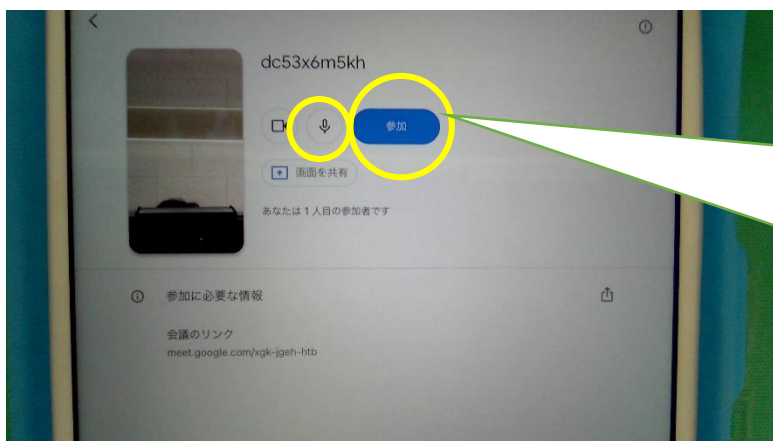 dc53x6m5kh
参加
画面を共有
あなたは 1 人目の参加者です
参加に必要な情報
会議のリンク
meet.google.com/xgk-jgeh-htb